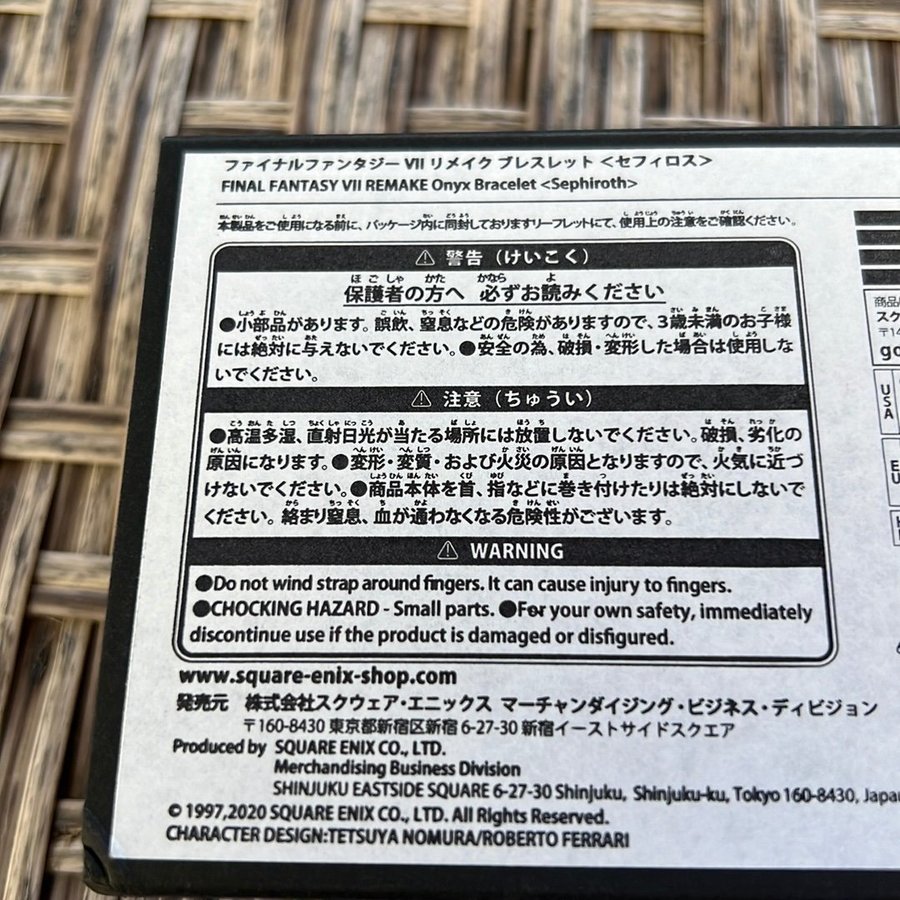 ファイナルファンタジー VII リメイク ブレスレット <セフィロス>
FINAL FANTASY VII REMAKE Onyx Bracelet <Sephiroth>
本製品をご使用になる前に、パッケージ内に同封しておりますリーフレットにて、使用上の注意をご確認ください。
⚠ 警告（けいこく）
保護者の方へ 必ずお読みください
●小部品があります。誤飲、窒息などの危険がありますので、3歳未満のお子様
には絶対に与えないでください。●安全の為、破損・変形した場合は使用しな
いでください。
⚠ 注意（ちゅうい）
●高温多湿、直射日光が当たる場所には放置しないでください。破損、劣化の
原因になります。●変形・変質・および火災の原因となりますので、火気に近づ
けないでください。●商品本体を首、指などに巻き付けたりは絶対にしないで
ください。絡まり窒息、血が通わなくなる危険性がございます。
⚠ WARNING
●Do not wind strap around fingers. It can cause injury to fingers.
●CHOCKING HAZARD - Small parts. ●For your own safety, immediately
discontinue use if the product is damaged or disfigured.
www.square-enix-shop.com
発売元 株式会社スクウェア・エニックス マーチャンダイジング・ビジネス・ディビジョン
〒160-8430 東京都新宿区新宿 6-27-30 新宿イーストサイドスクエア
Produced by SQUARE ENIX CO., LTD.
Merchandising Business Division
SHINJUKU EASTSIDE SQUARE 6-27-30 Shinjuku, Shinjuku-ku, Tokyo 160-8430, Japan
© 1997,2020 SQUARE ENIX CO., LTD. All Rights Reserved.
CHARACTER DESIGN:TETSUYA NOMURA/ROBERTO FERRARI
商品
スク
〒14
go
USA